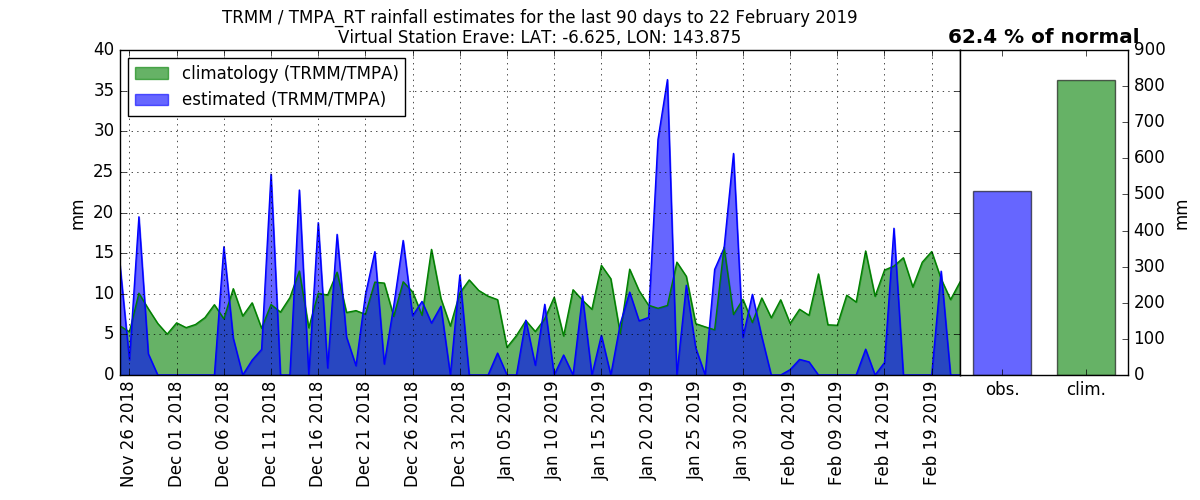 TRMM / TMPA_RT rainfall estimates for the last 90 days to 22 February 2019
Virtual Station Erave: LAT: -6.625, LON: 143.875
62.4 % of normal
climatology (TRMM/TMPA)
estimated (TRMM/TMPA)
mm
40
35
30
25
20
15
10
5
0
Nov 26 2018
Dec 01 2018
Dec 06 2018
Dec 11 2018
Dec 16 2018
Dec 21 2018
Dec 26 2018
Dec 31 2018
Jan 05 2019
Jan 10 2019
Jan 15 2019
Jan 20 2019
Jan 25 2019
Jan 30 2019
Feb 04 2019
Feb 09 2019
Feb 14 2019
Feb 19 2019
obs.
clim.
900
800
700
600
500
400
300
200
100
0
mm